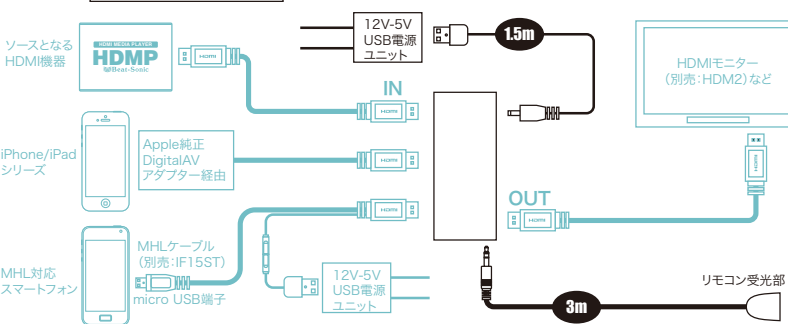 ソースとなる
HDMI機器
HDMI MEDIA PLAYER
HDMP
Beat-Sonic
HDMI
12V-5V
USB電源
ユニット
1.5m
HDMIモニター
(別売:HDM2)など
IN
HDMI
iPhone/iPad
シリーズ
Apple純正
DigitalAV
アダプター経由
HDMI
HDMI
HDMI
OUT
HDMI
MHL対応
スマートフォン
MHLケーブル
(別売:IF15ST)
micro USB端子
12V-5V
USB電源
ユニット
3m
リモコン受光部